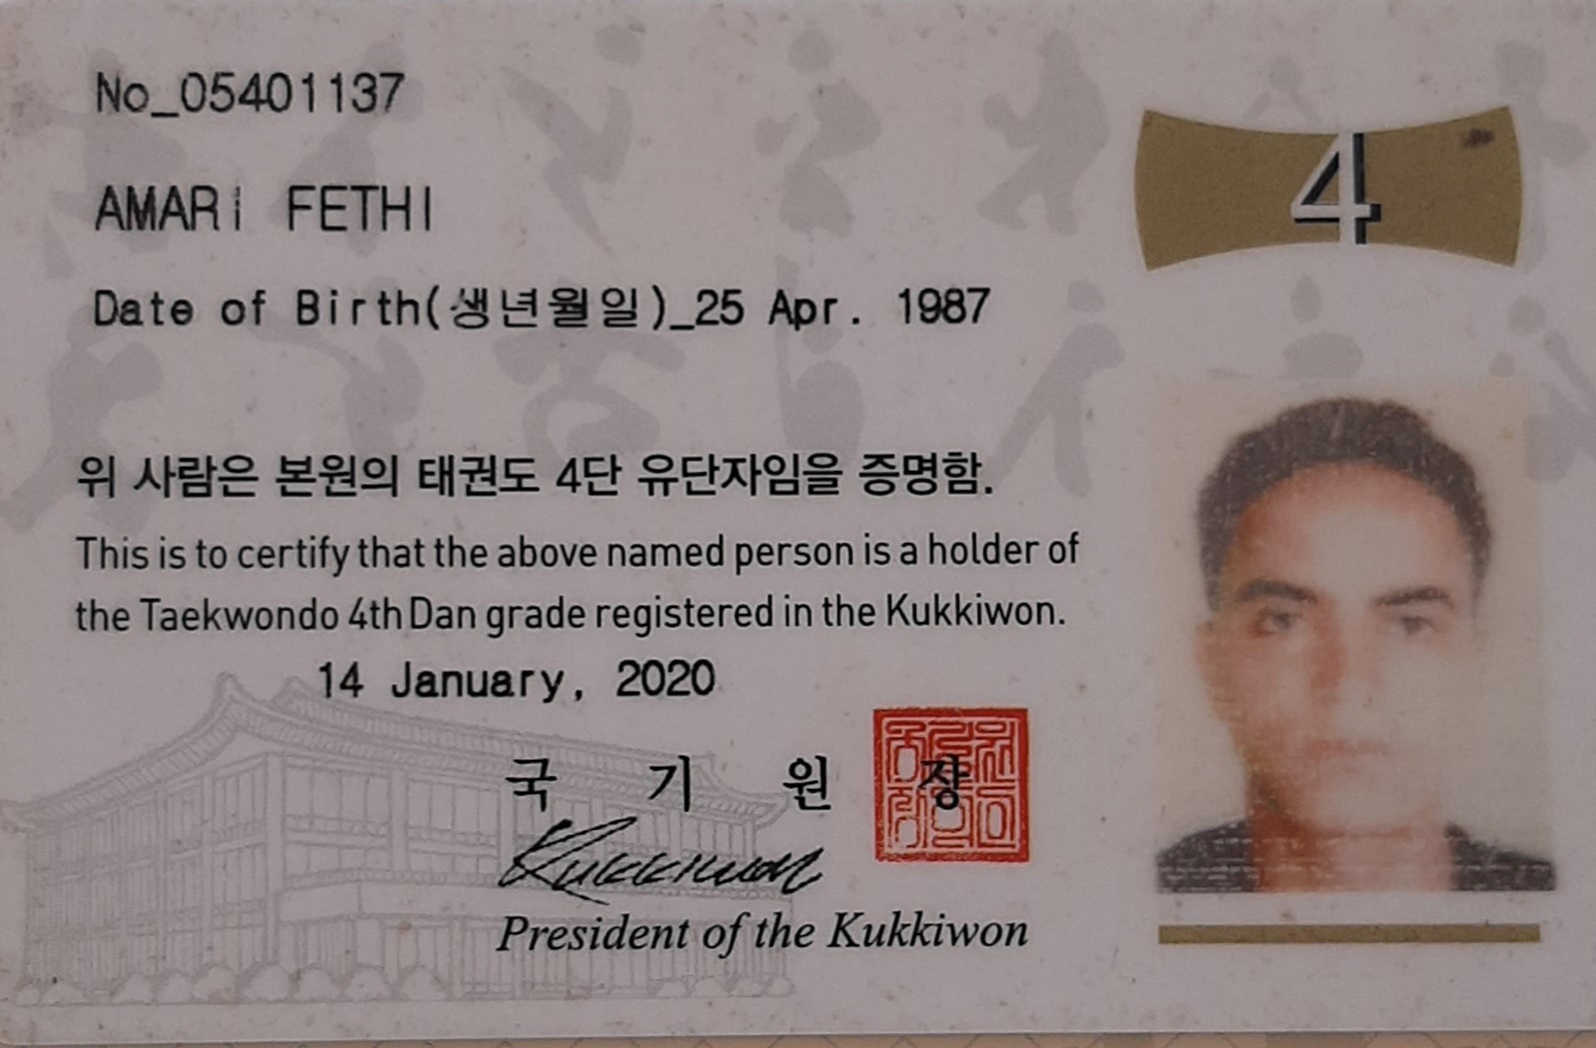 No_05401137
4
AMARi FETHI
Date of Birth(생년월일)_25 Apr. 1987
위 사람은 본원의 태권도 4단 유단자임을 증명함.
This is to certify that the above named person is a holder of
the Taekwondo 4th Dan grade registered in the Kukkiwon.
14 January, 2020
국 기 원 장
Kukkiwon
President of the Kukkiwon